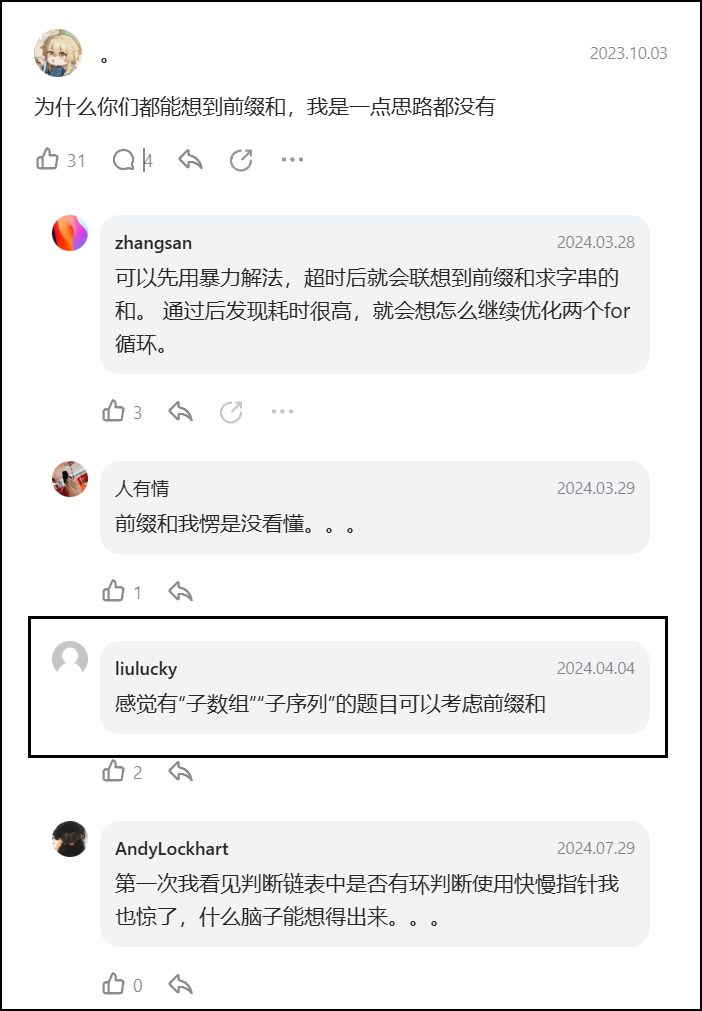 。
2023.10.03
为什么你们都能想到前缀和，我是一点思路都没有
31 4
zhangsan
2024.03.28
可以先用暴力解法，超时后就会联想到前缀和求字串的
和。 通过后发现耗时很高，就会想怎么继续优化两个for
循环。
3
人有情
2024.03.29
前缀和我愣是没看懂。。。
1
liulucky
2024.04.04
感觉有“子数组”“子序列”的题目可以考虑前缀和
2
AndyLockhart
2024.07.29
第一次我看见判断链表中是否有环判断使用快慢指针我
也惊了，什么脑子能想得出来。。。
0